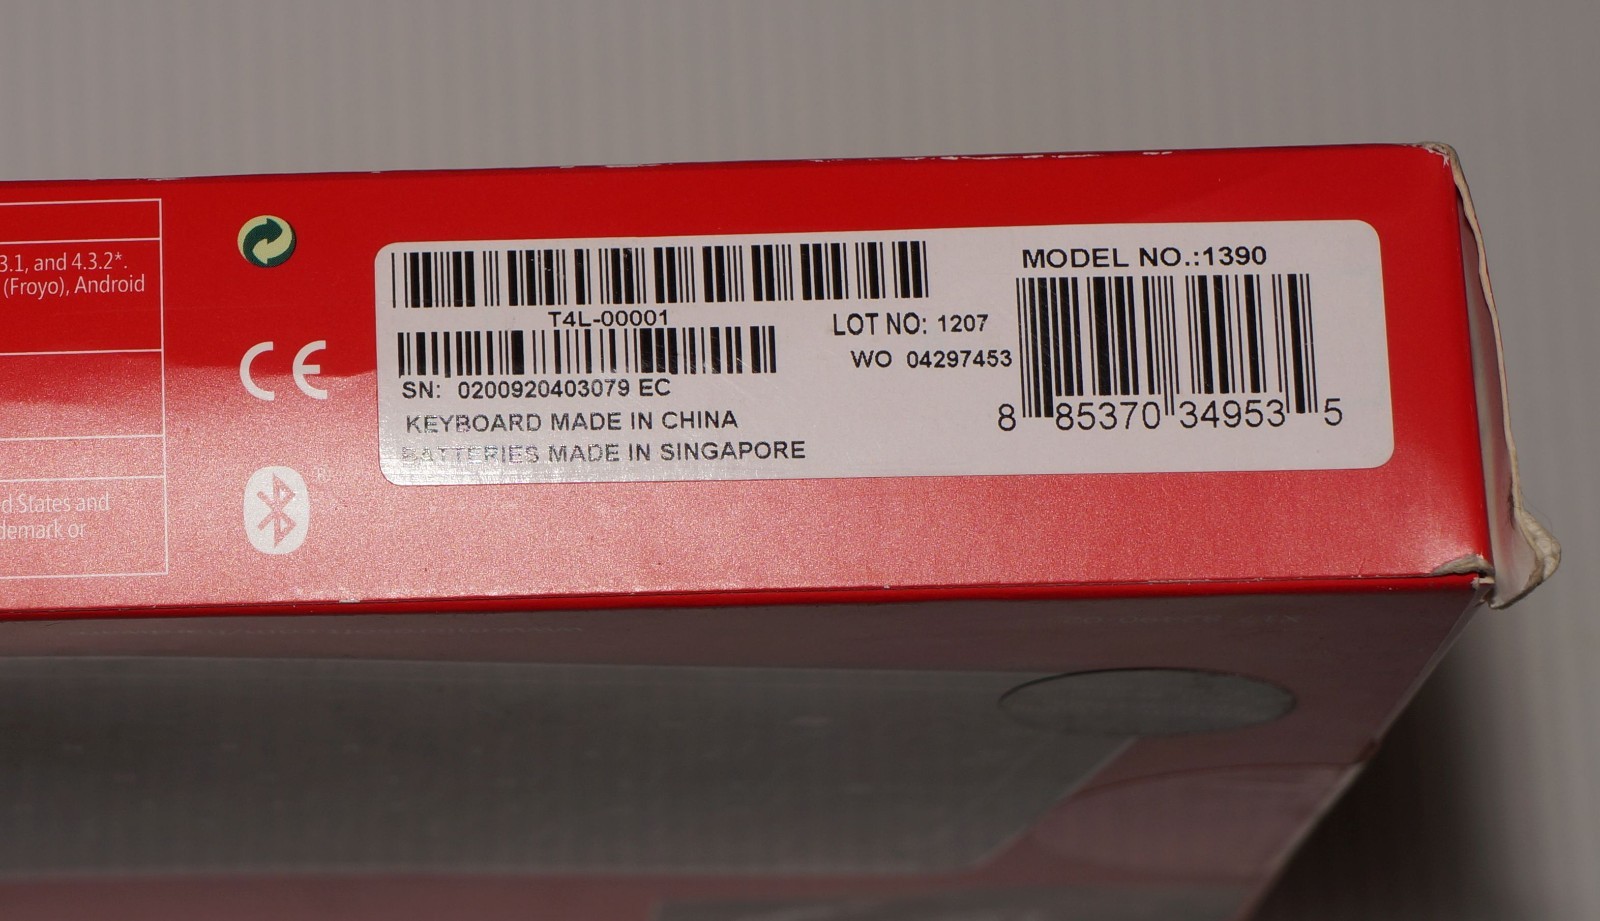 3.1, and 4.3.2*.
(Froyo), Android
d States and
demark or
CE
®
T4L-00001
SN: 0200920403079 EC
KEYBOARD MADE IN CHINA
BATTERIES MADE IN SINGAPORE
LOT NO: 1207
WO 04297453
MODEL NO.:1390
8 85370 34953 5